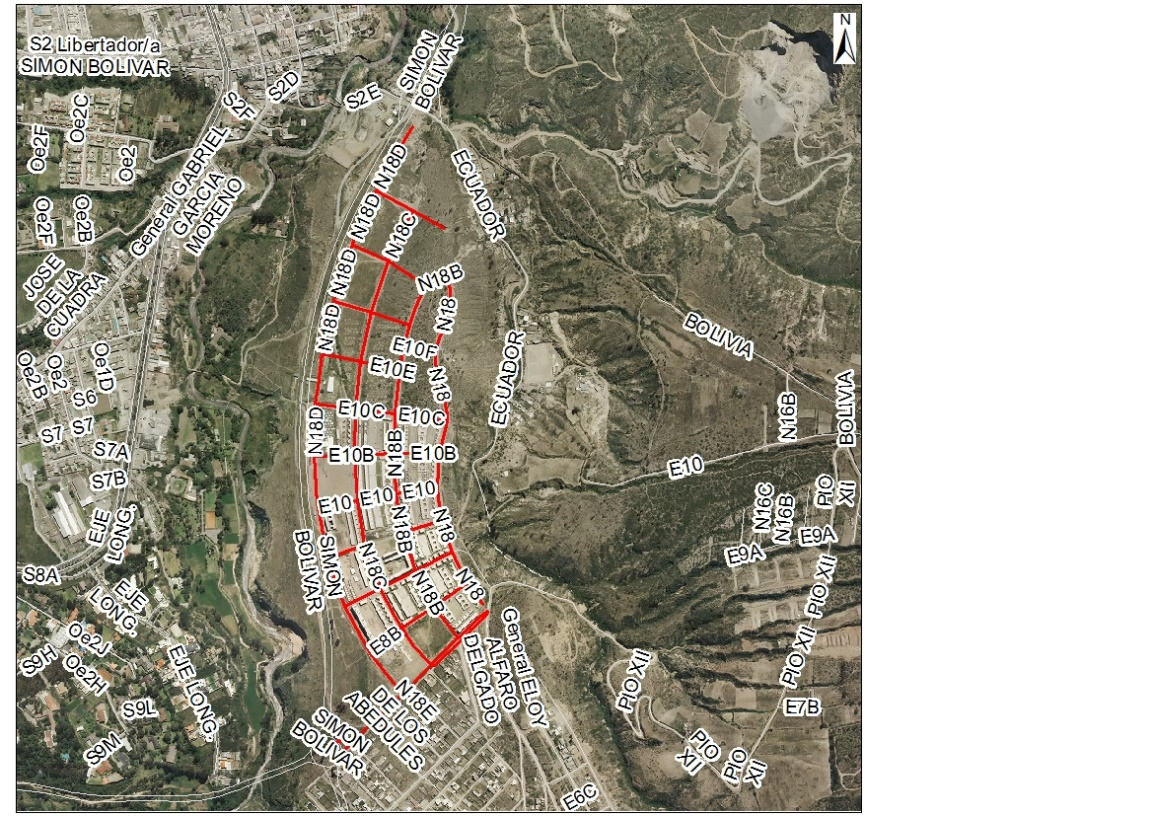 N
S2 Libertador/a
SIMON BOLIVAR
SIMON
BOLIVAR
S2D
S2E
S2F
Oe2C
Oe2F
Oe2
General GABRIEL
GARCIA
MORENO
ECUADOR
N18D
N18D
N18C
Oe2F
Oe2B
JOSE
DE LA
CUADRA
N18D
N18B
N18
N18D
BOLIVIA
E10F
E10E
ECUADOR
Oe2B
Oe2
Oe1D
S6
N18
BOLIVIA
N16B
E10C
E10C
S7
S7
N18D
N18B
S7A
E10B
E10B
E10
S7B
E10
E10
E10
PIO
XII
N16C
N16B
EJE
LONG.
N18B
N18
E9A
E9A
SIMON
BOLIVAR
N18C
S8A
EJE
LONG.
N18B
N18
PIO XII
General ELOY
ALFARO
DELGADO
Oe2J
E8B
S9H
Oe2H
EJE LONG.
PIO XII
PIO XII
S9L
E7B
N18E
DE LOS
ABEDULES
SIMON
BOLIVAR
S9M
PIO
XII
PIO
XII
E6C